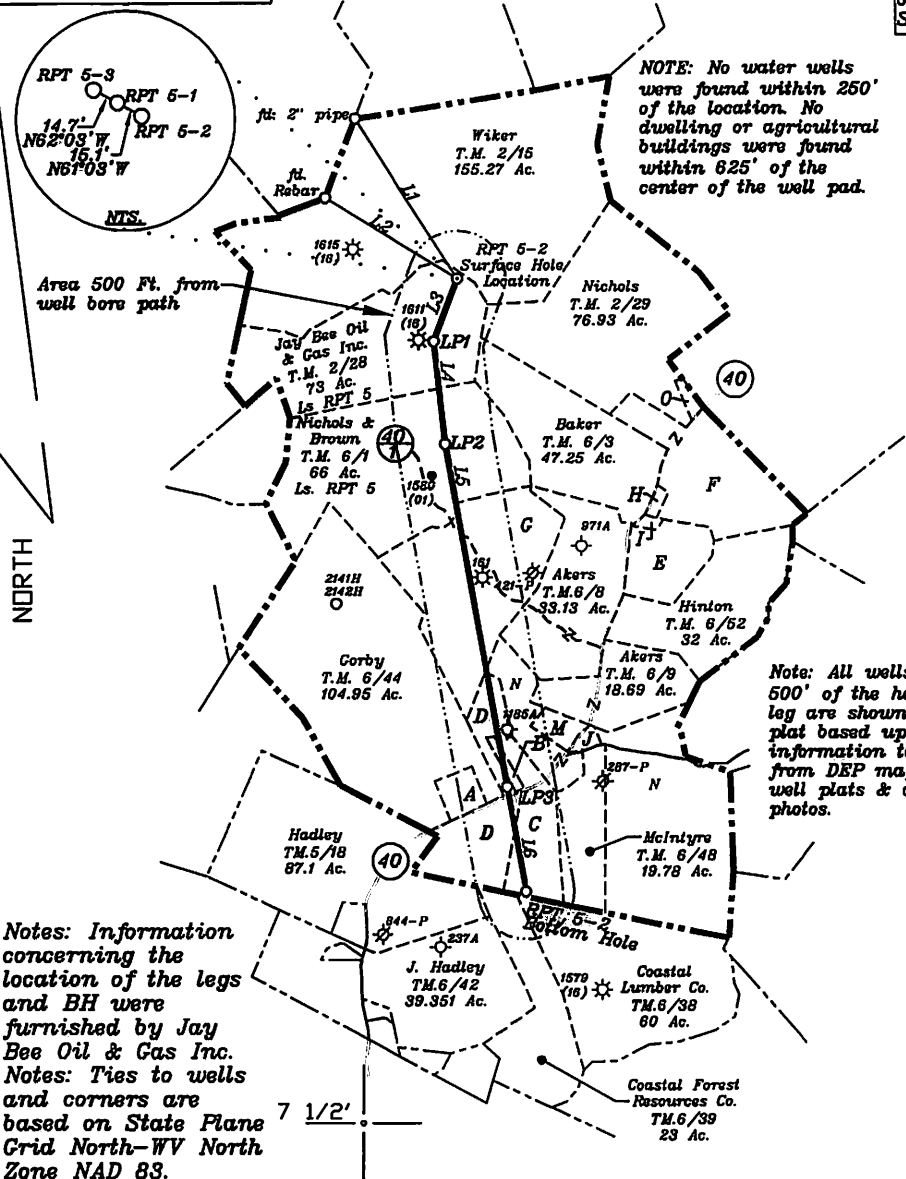 RPT 5-3
RPT 5-1
RPT 5-2
14.7'
N62°03'W
15.1'
N61°03'W
NTS.
fd. 2" pipe
fd.
Rebar
L1
L2
Wiker
T.M. 2/15
155.27 Ac.
NOTE: No water wells
were found within 250'
of the location. No
dwelling or agricultural
buildings were found
within 625' of the
center of the well pad.
1615
(16)
RPT 5-2
Surface Hole
Location
Area 500 Ft. from
well bore path
Nichols
T.M. 2/29
76.93 Ac.
1611
(16)
L3
LP1
Jay Bee Oil
& Gas Inc.
T.M. 2/28
73 Ac.
Ls RPT 5
L4
40
O
Nichols &
Brown
T.M. 6/1
66 Ac.
Ls. RPT 5
40
1
LP2
L5
Baker
T.M. 6/3
47.25 Ac.
N
1580
(01)
H
F
G
971A
I
E
161
421-P
Akers
T.M.6/8
33.13 Ac.
2141H
2142H
Hinton
T.M. 6/52
32 Ac.
NORTH
N
Gorby
T.M. 6/44
104.95 Ac.
Akers
T.M. 6/9
18.69 Ac.
N
N
Note: All wells
500' of the ho
leg are shown
plat based up
information ta
from DEP map
well plats & a
photos.
D
1185A
M
B
J
N
287-P
N
A
LP3
D
C
L6
Hadley
TM.5/18
87.1 Ac.
40
McIntyre
T.M. 6/48
19.78 Ac.
RPT 5-2
Bottom Hole
844-P
237A
J. Hadley
TM.6/42
39.351 Ac.
1579
(16)
Coastal
Lumber Co.
TM.6/38
60 Ac.
Notes: Information
concerning the
location of the legs
and BH were
furnished by Jay
Bee Oil & Gas Inc.
Notes: Ties to wells
and corners are
based on State Plane
Grid North-WV North
Zone NAD 83.
7 1/2'
Coastal Forest
Resources Co.
TM.6/39
23 Ac.